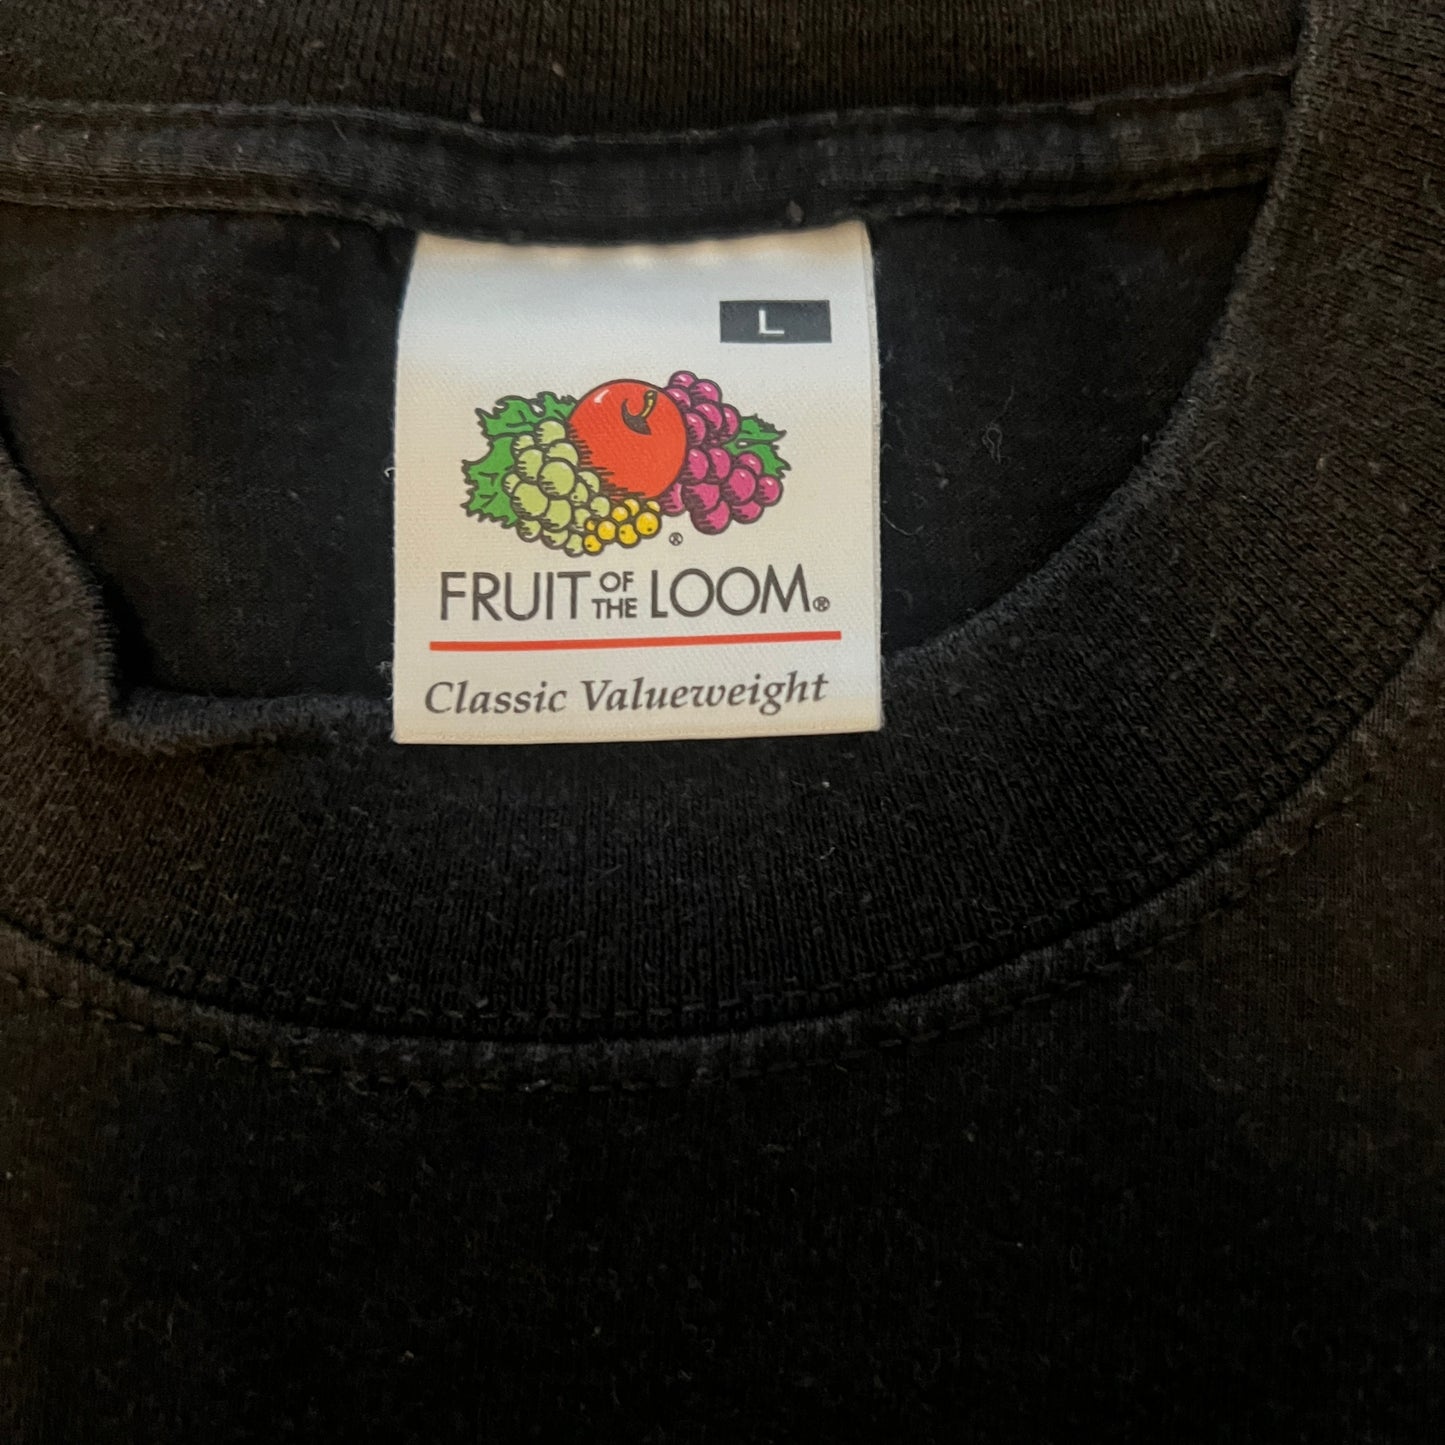 L
®
FRUIT OF THE LOOM®
Classic Valueweight